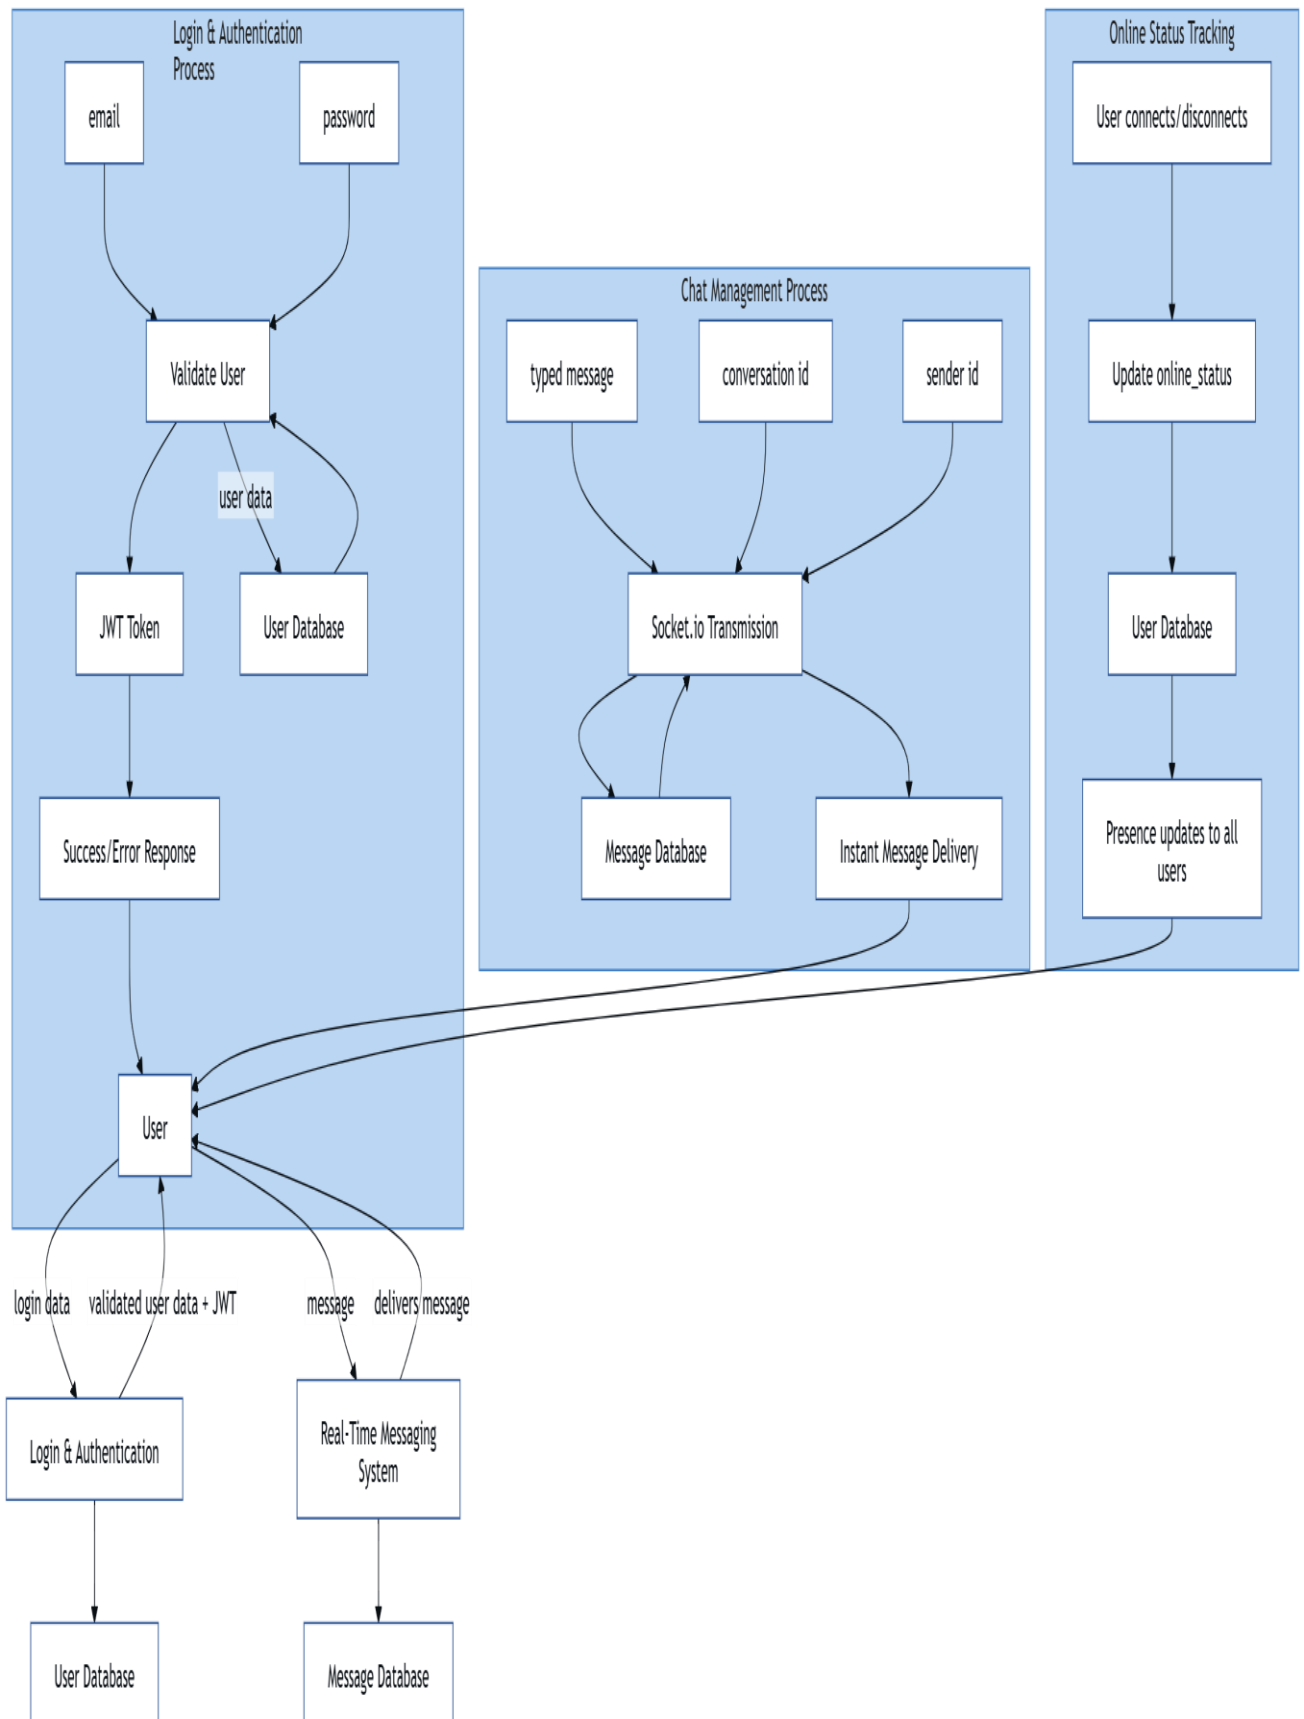 Login & Authentication
Process
email
password
Validate User
user data
JWT Token
User Database
Success/Error Response
User
Chat Management Process
typed message
conversation id
sender id
Socket.io Transmission
Message Database
Instant Message Delivery
Online Status Tracking
User connects/disconnects
Update online_status
User Database
Presence updates to all
users
login data
validated user data + JWT
message
delivers message
Login & Authentication
Real-Time Messaging
System
User Database
Message Database